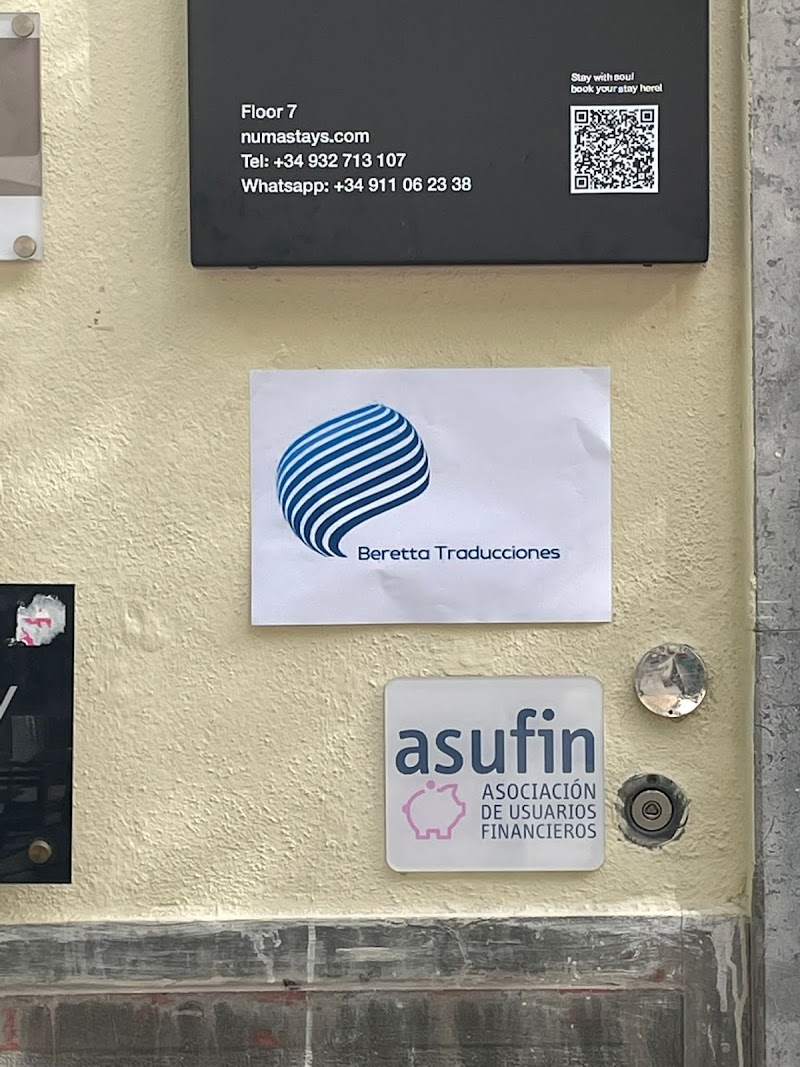 Stay with soul
book your stay here!
Floor 7
numastays.com
Tel: +34 932 713 107
Whatsapp: +34 911 06 23 38
Beretta Traducciones
asufin
ASOCIACIÓN
DE USUARIOS
FINANCIEROS